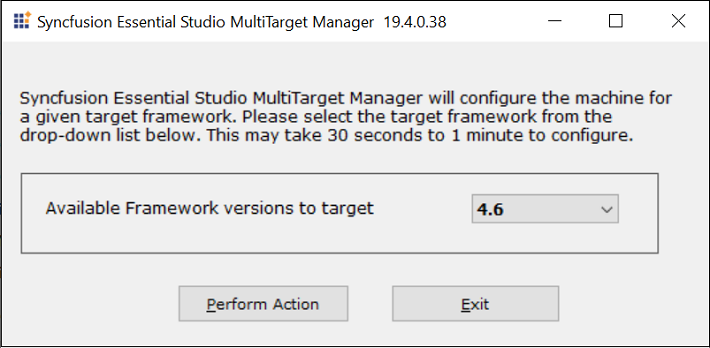 Syncfusion Essential Studio MultiTarget Manager 19.4.0.38
Syncfusion Essential Studio MultiTarget Manager will configure the machine for
a given target framework. Please select the target framework from the
drop-down list below. This may take 30 seconds to 1 minute to configure.
Available Framework versions to target 4.6
Perform Action Exit